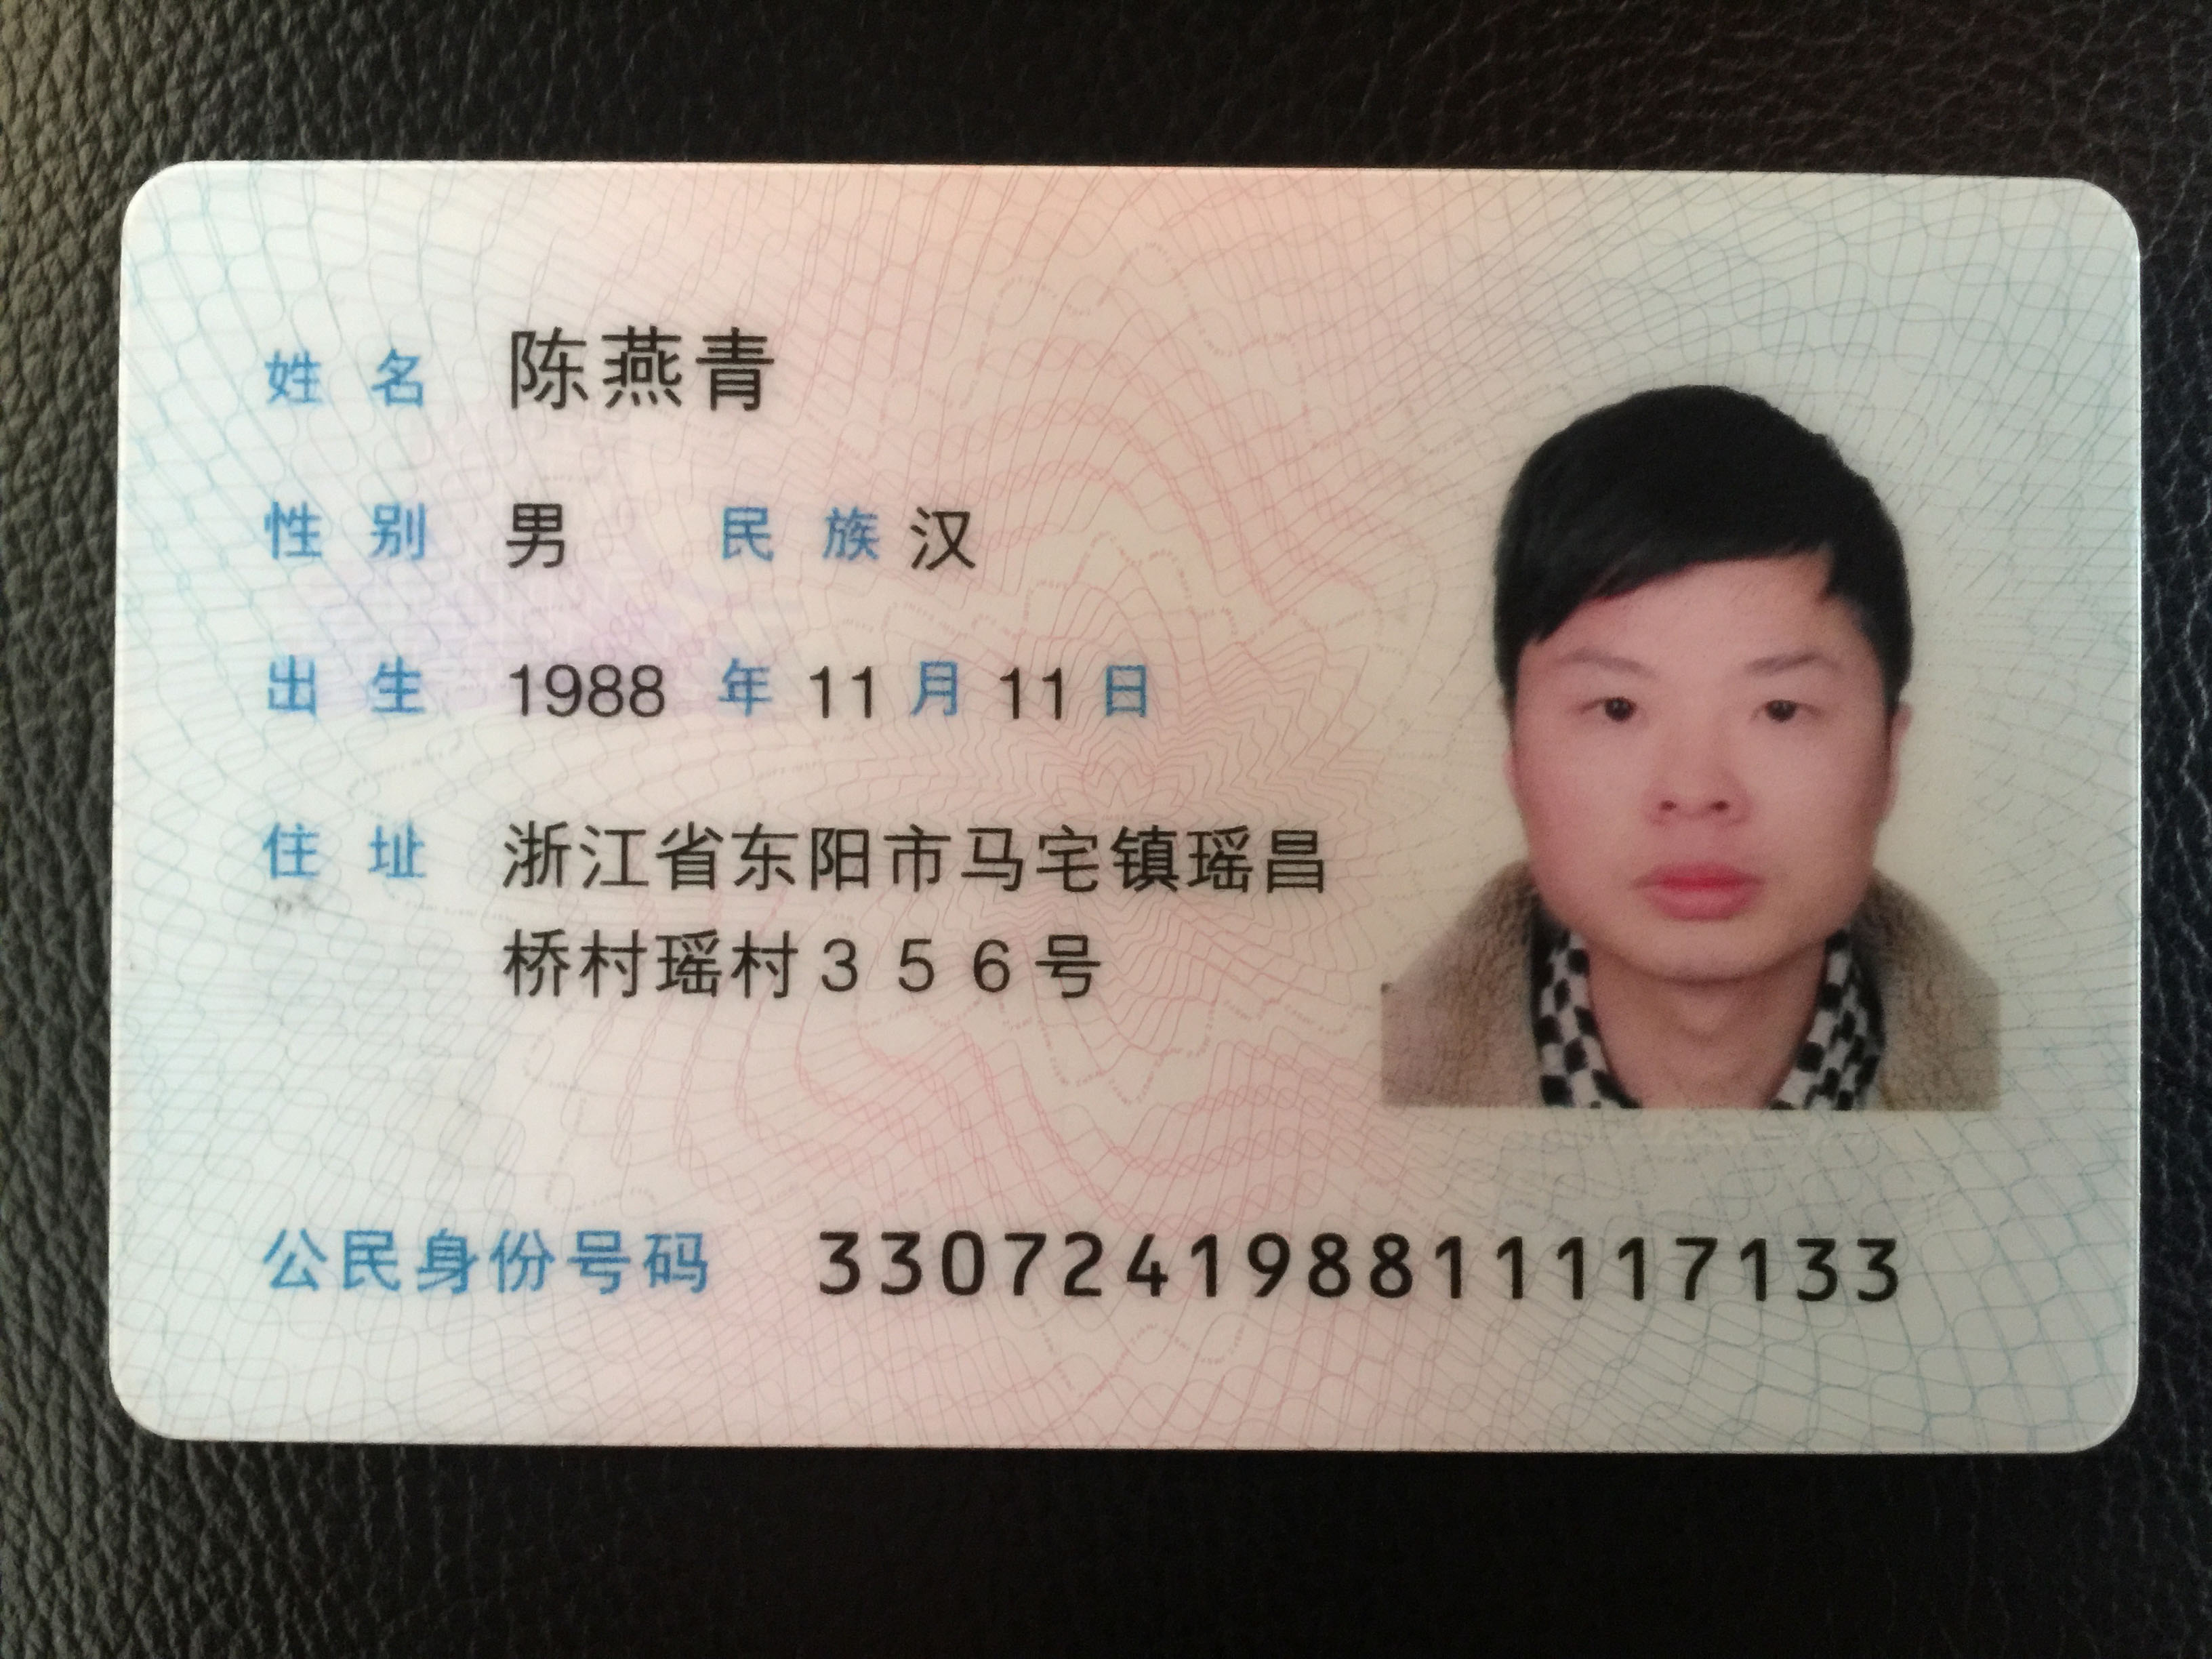 姓名 陈燕青
性别 男 民族 汉
出生 1988 年 11 月 11 日
住址 浙江省东阳市马宅镇瑶昌
桥村瑶村356号
公民身份号码 330724198811117133